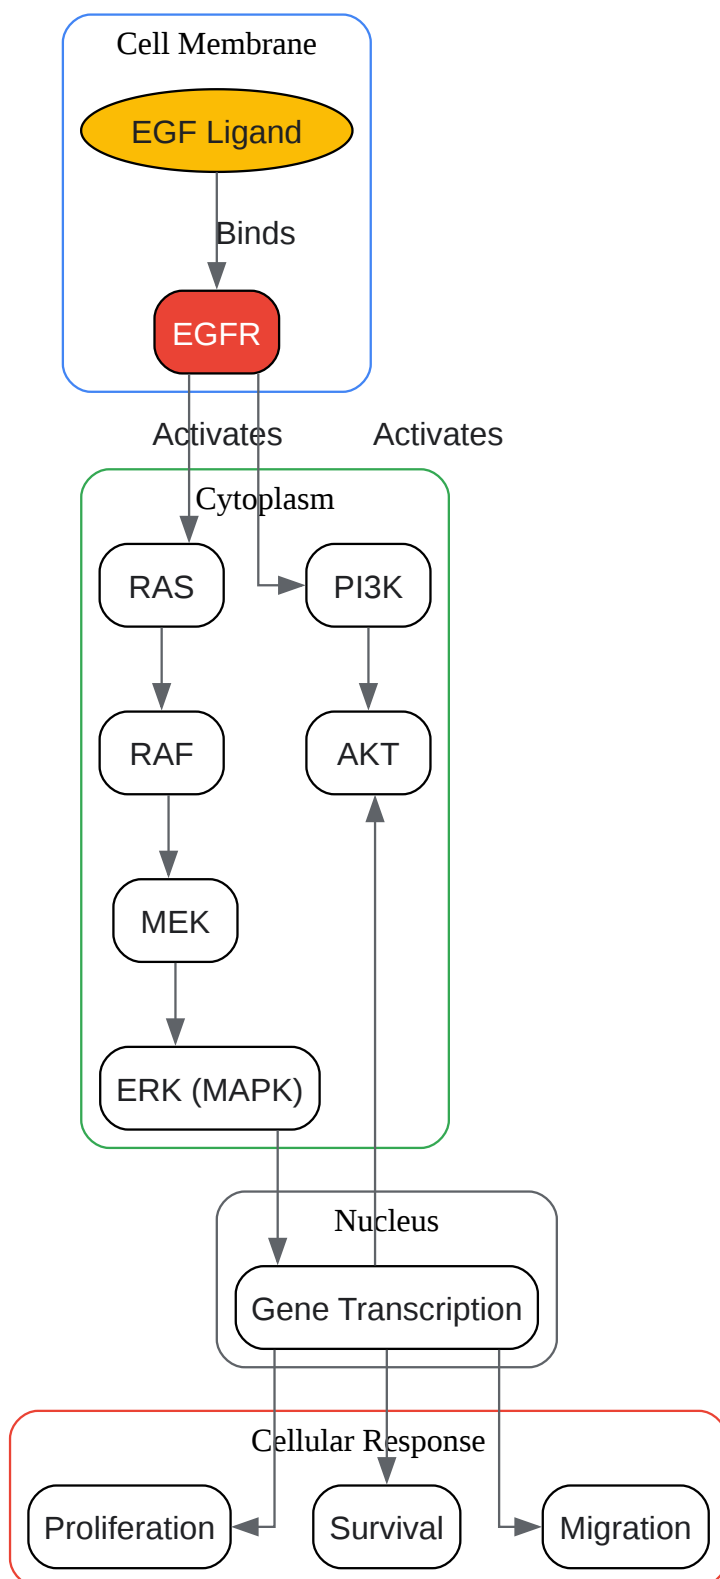 Cell Membrane
EGF Ligand
Binds
EGFR
Activates
Activates
Cytoplasm
RAS
PI3K
RAF
AKT
MEK
ERK (MAPK)
Nucleus
Gene Transcription
Cellular Response
Proliferation
Survival
Migration